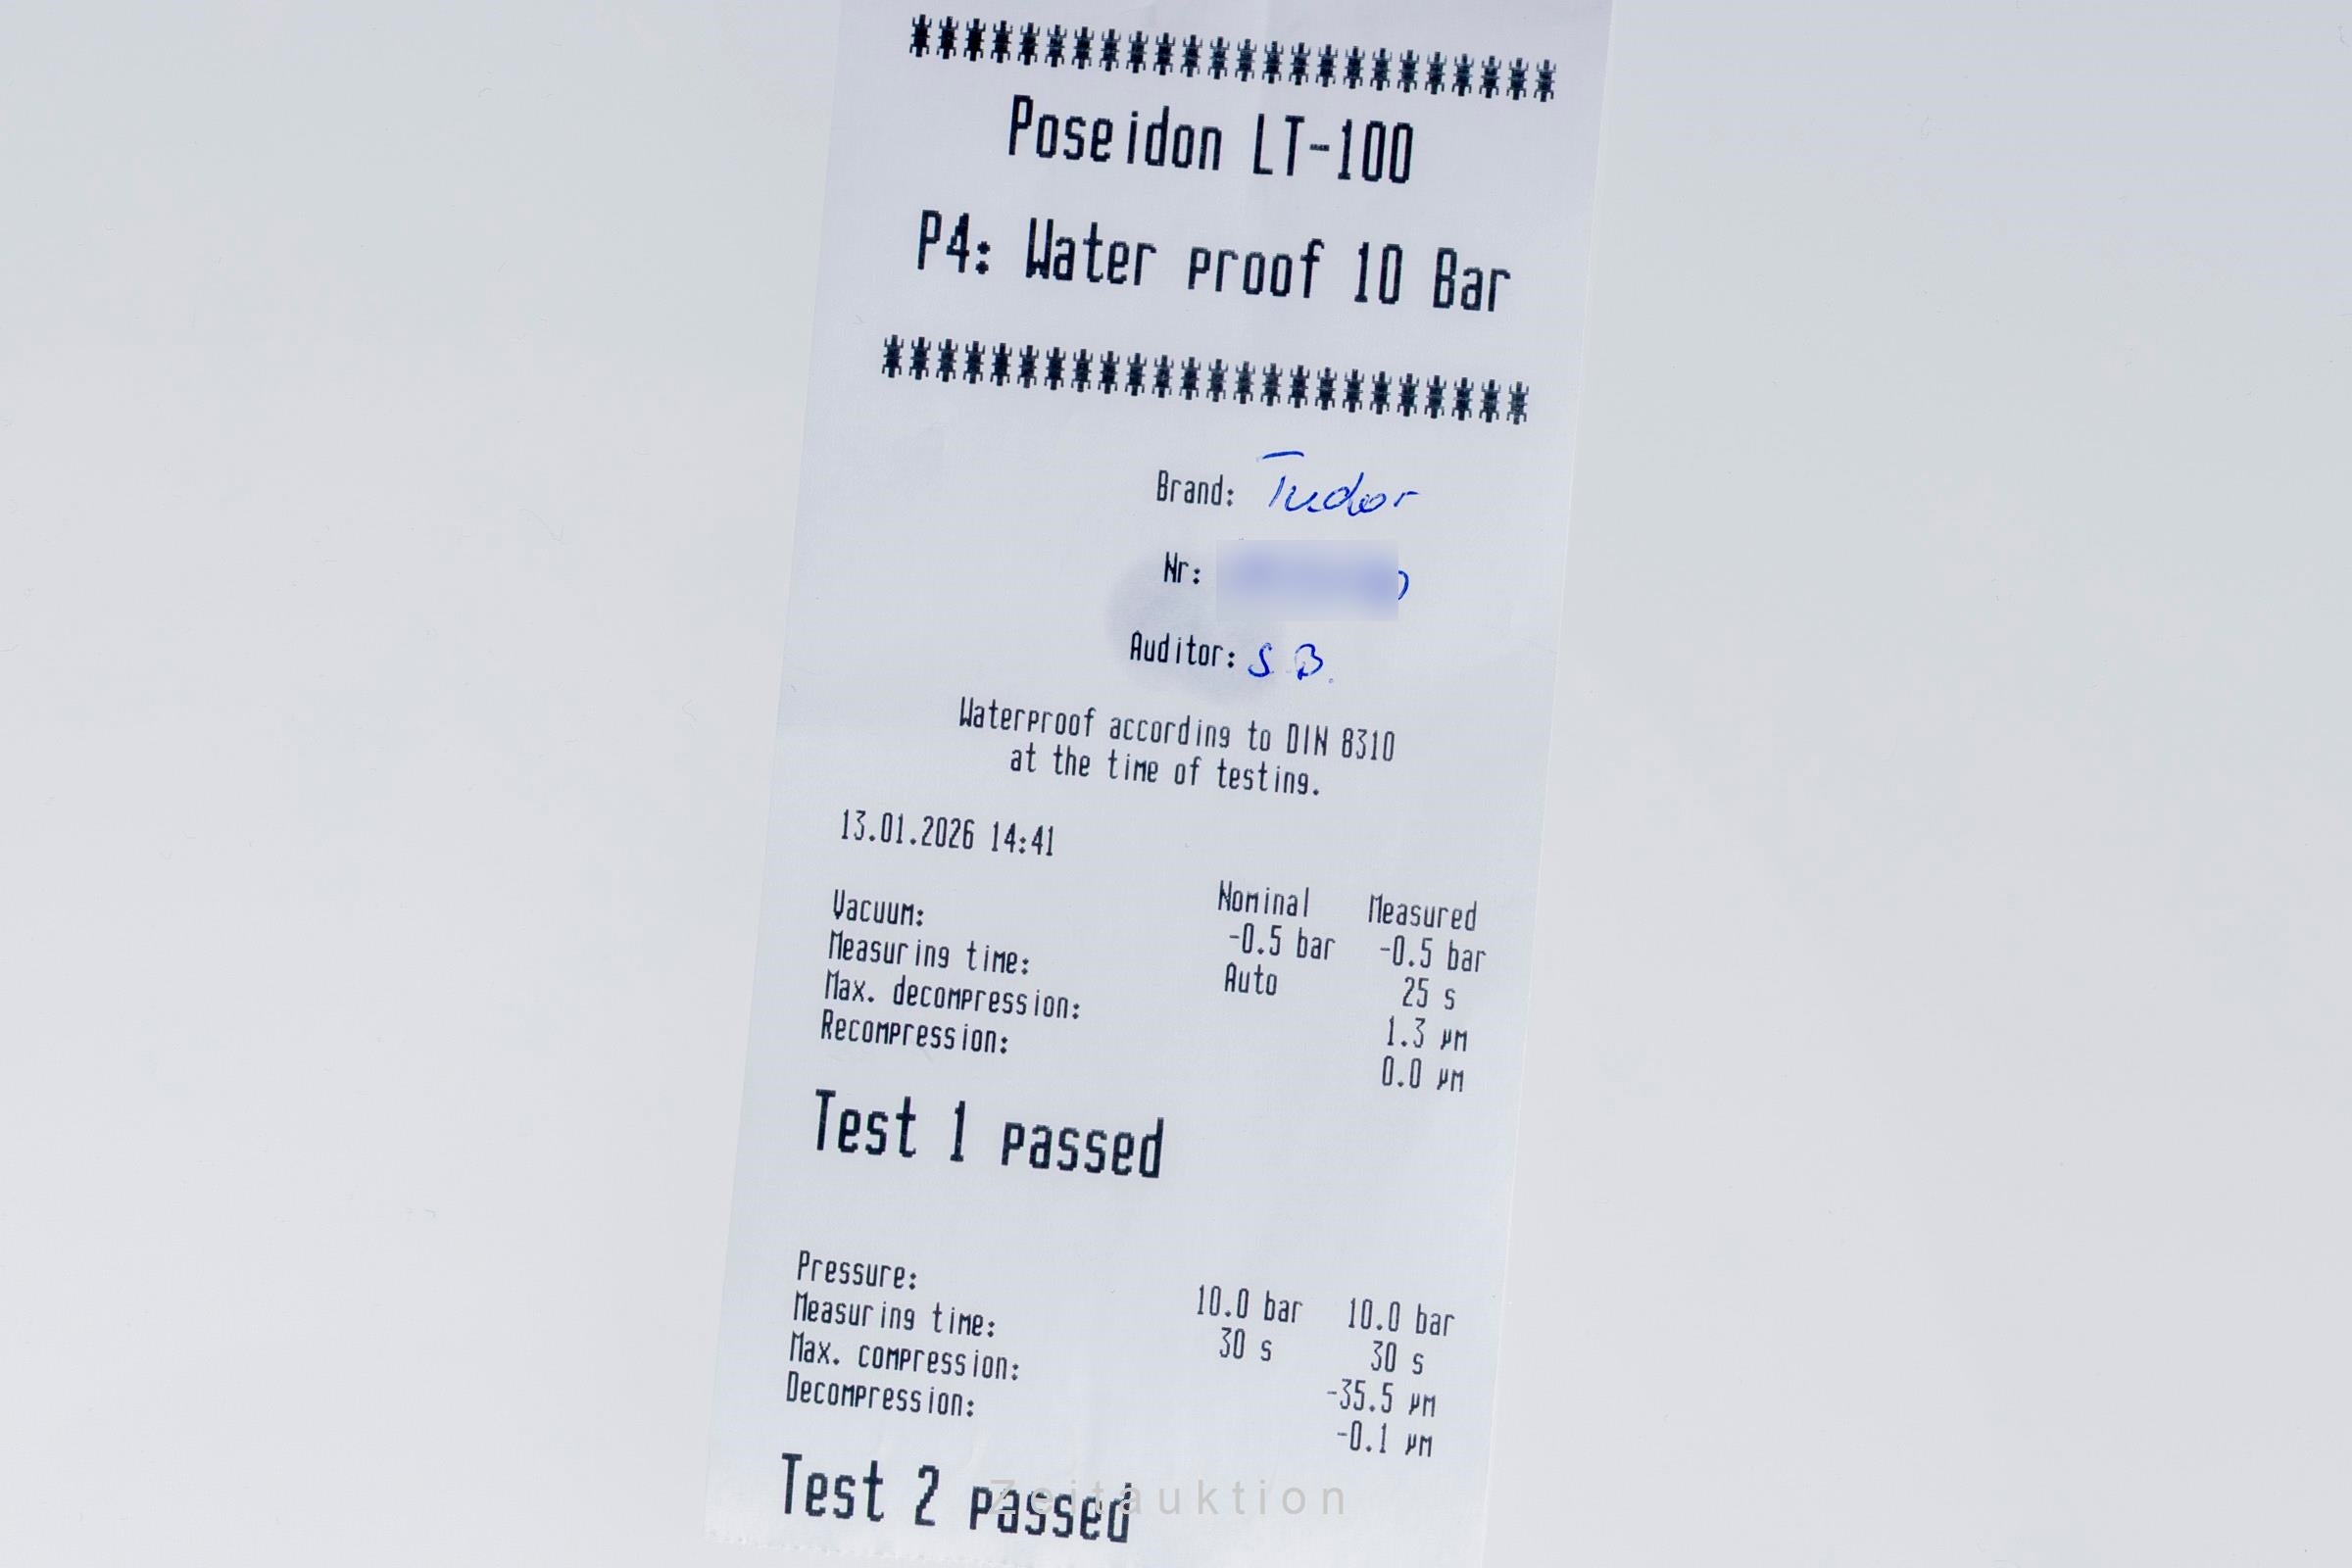 ************************
Poseidon LT-100
P4: Water proof 10 Bar
************************
Brand: Tudor
Nr:
Auditor: S.B.
Waterproof according to DIN 8310
at the time of testing.
13.01.2026 14:41
Nominal Measured
Vacuum: -0.5 bar -0.5 bar
Measuring time: Auto 25 s
Max. decompression: 1.3 µm
Recompression: 0.0 µm
Test 1 passed
Pressure: 10.0 bar 10.0 bar
Measuring time: 30 s 30 s
Max. compression: -35.5 µm
Decompression: -0.1 µm
Test 2 passed
Zeitauktion